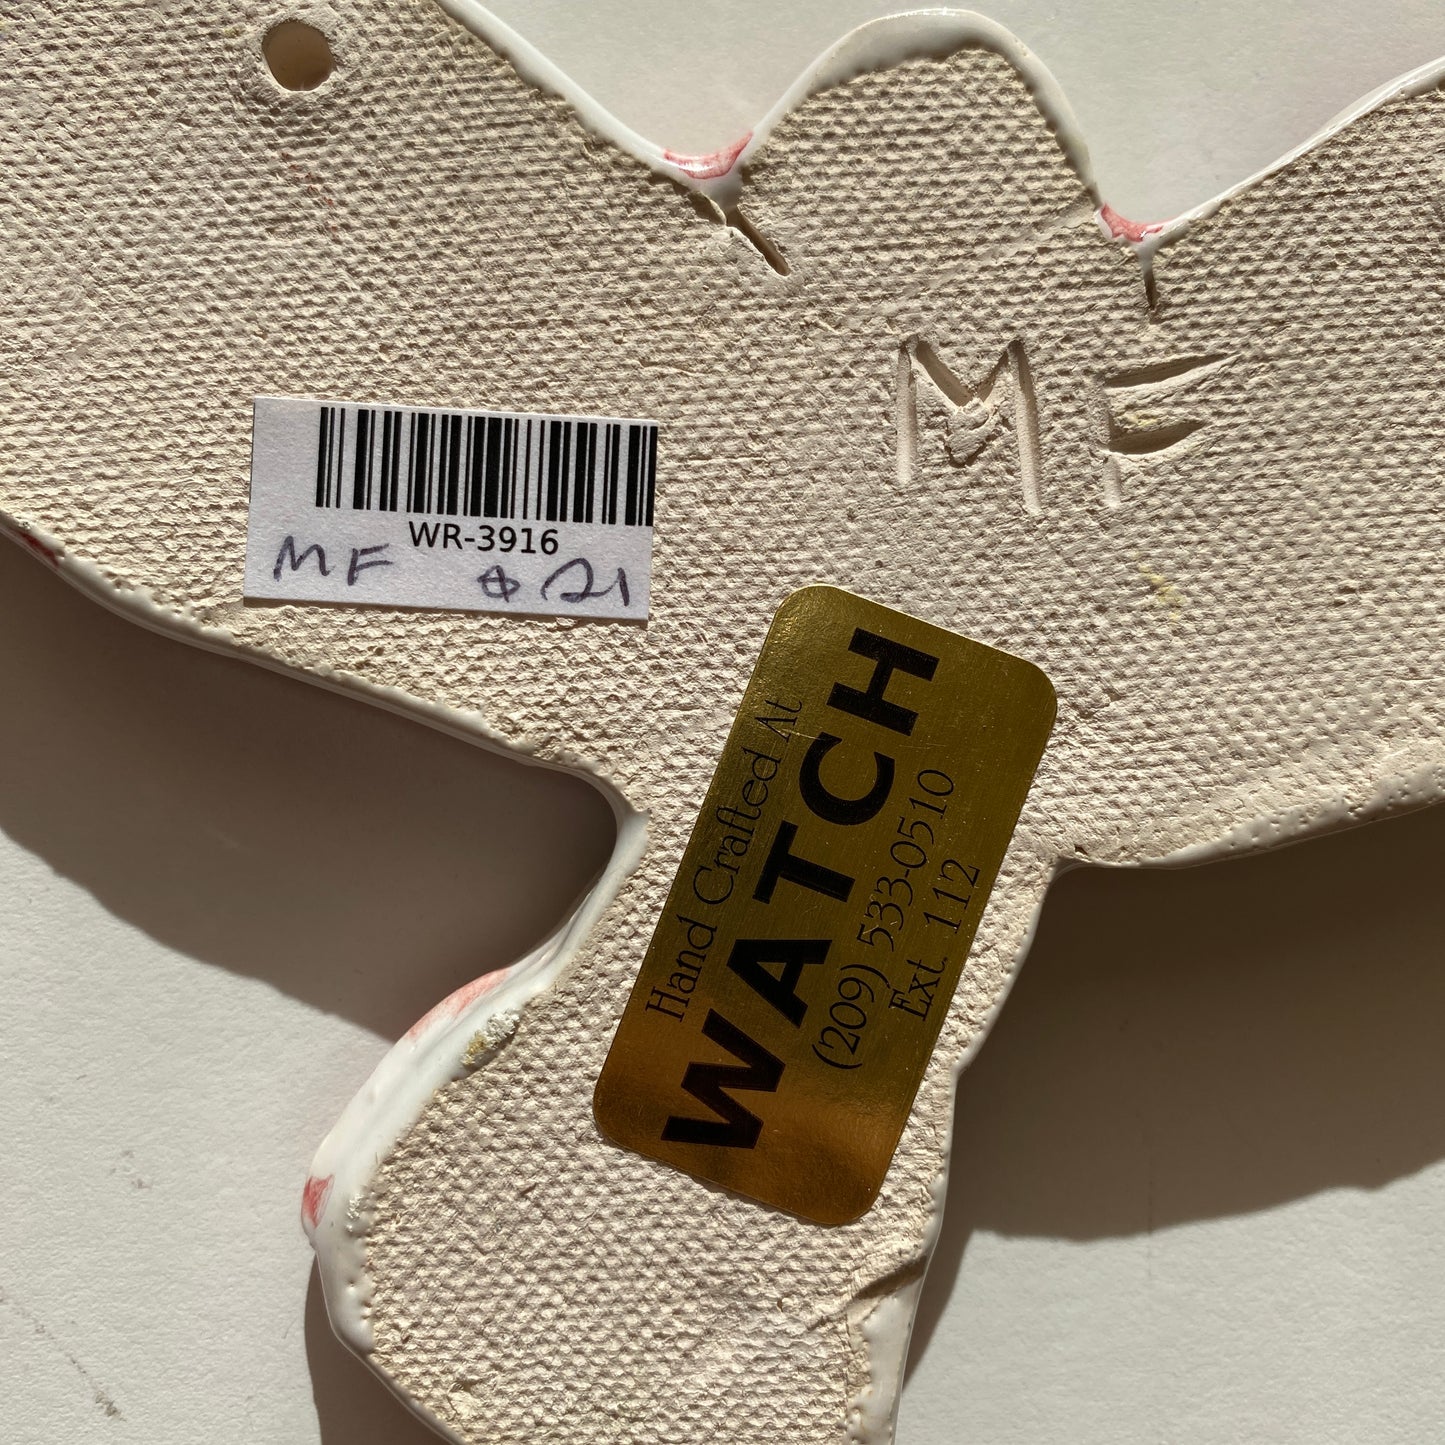 MF
WR-3916
MF $21
Hand Crafted At
WATCH
(209) 533-0510
Ext. 112